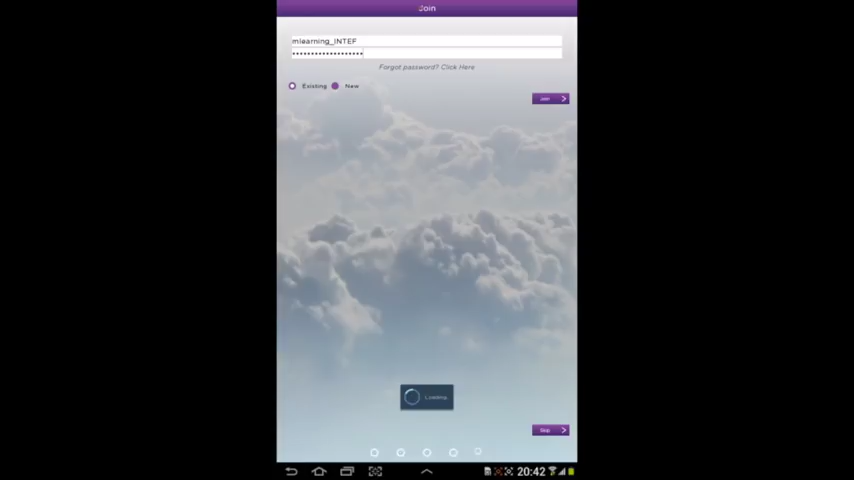 Join
mlearning_INTEF
•••••••••••••••••••
Forgot password? Click Here
Existing New
Join
Loading
Skip
20:42